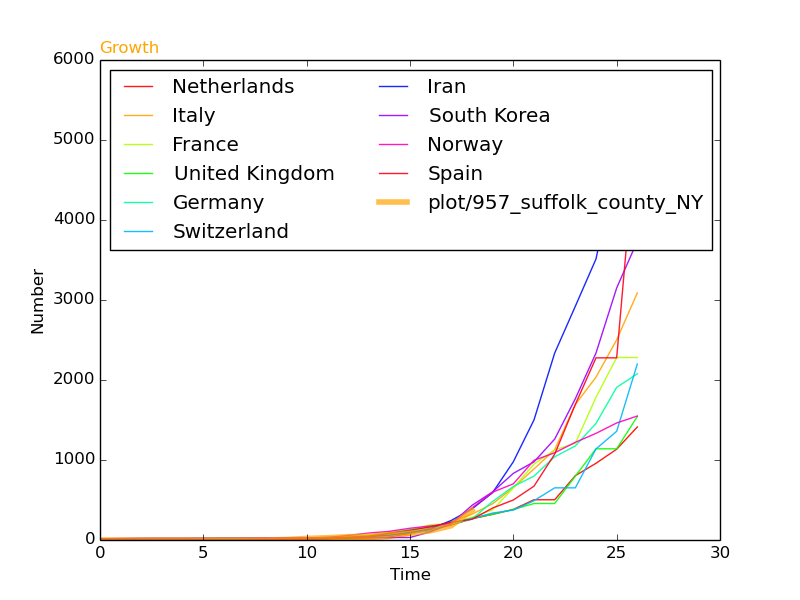 Growth
6000
5000
4000
3000
2000
1000
0
Number
Netherlands
Italy
France
United Kingdom
Germany
Switzerland
Iran
South Korea
Norway
Spain
plot/957_suffolk_county_NY
0 5 10 15 20 25 30
Time